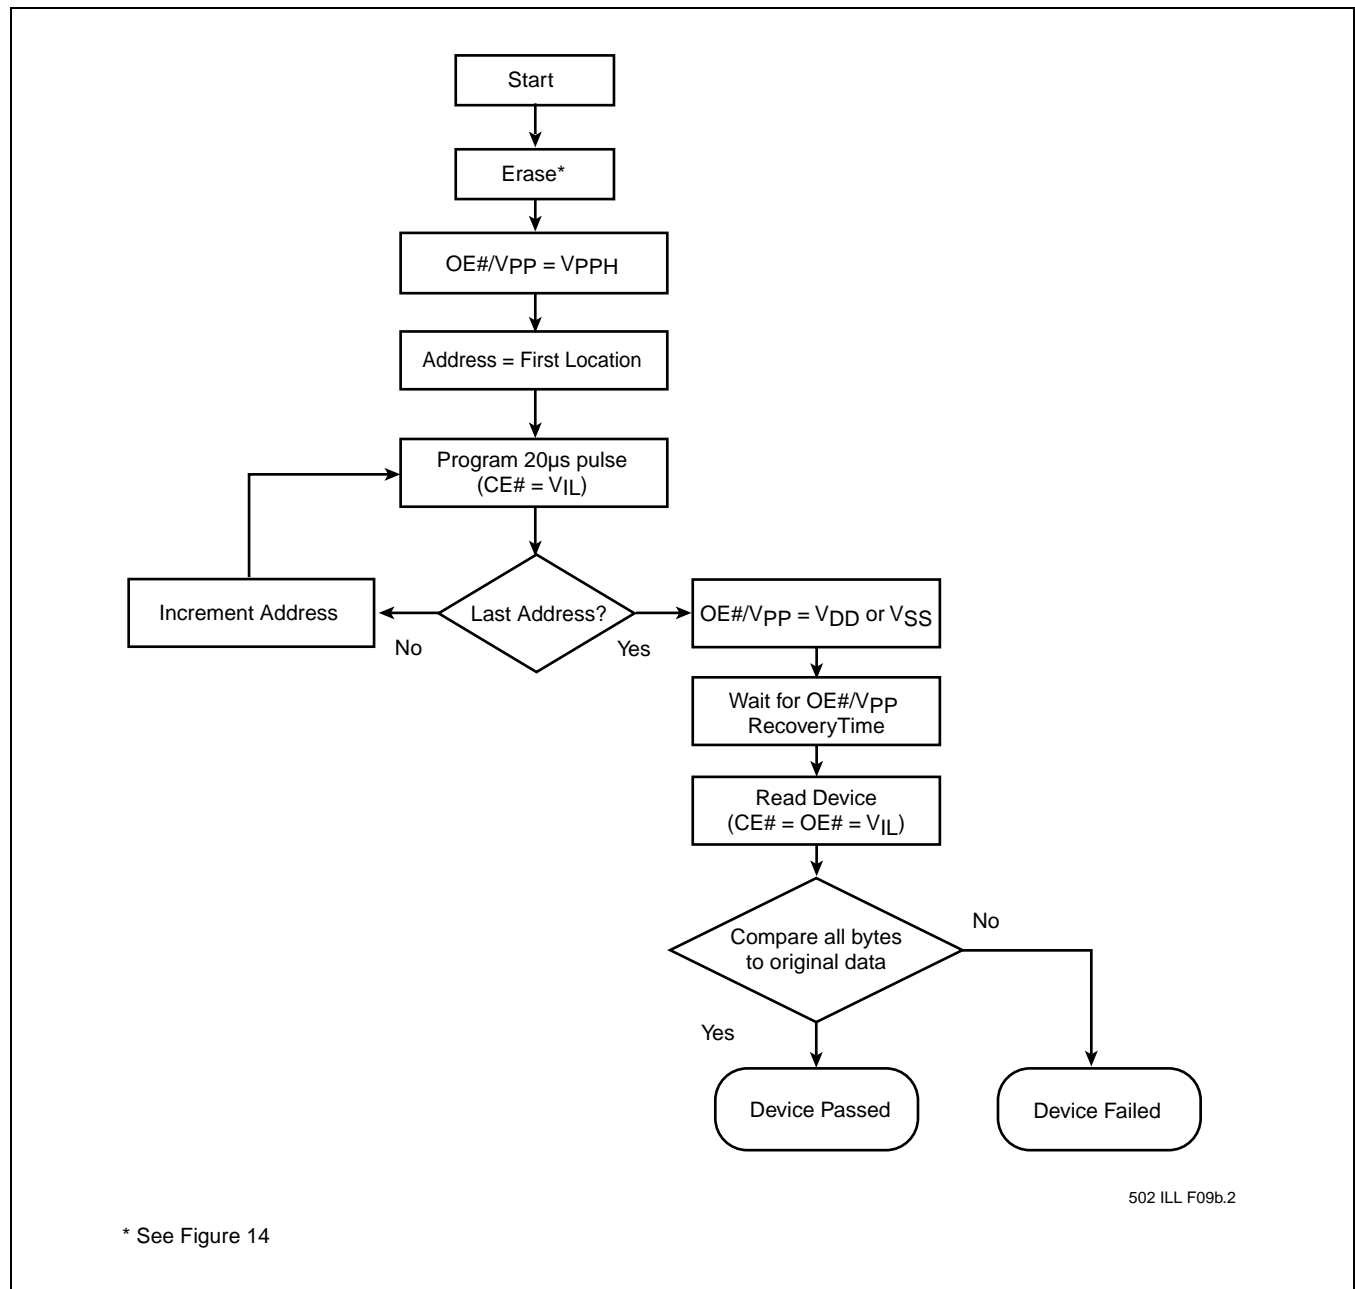 Start
Erase*
OE#/VPP = VPPH
Address = First Location
Program 20µs pulse
(CE# = VIL)
Increment Address
Last Address?
No
Yes
OE#/VPP = VDD or VSS
Wait for OE#/VPP
RecoveryTime
Read Device
(CE# = OE# = VIL)
Compare all bytes
to original data
No
Yes
Device Passed
Device Failed
502 ILL F09b.2
* See Figure 14